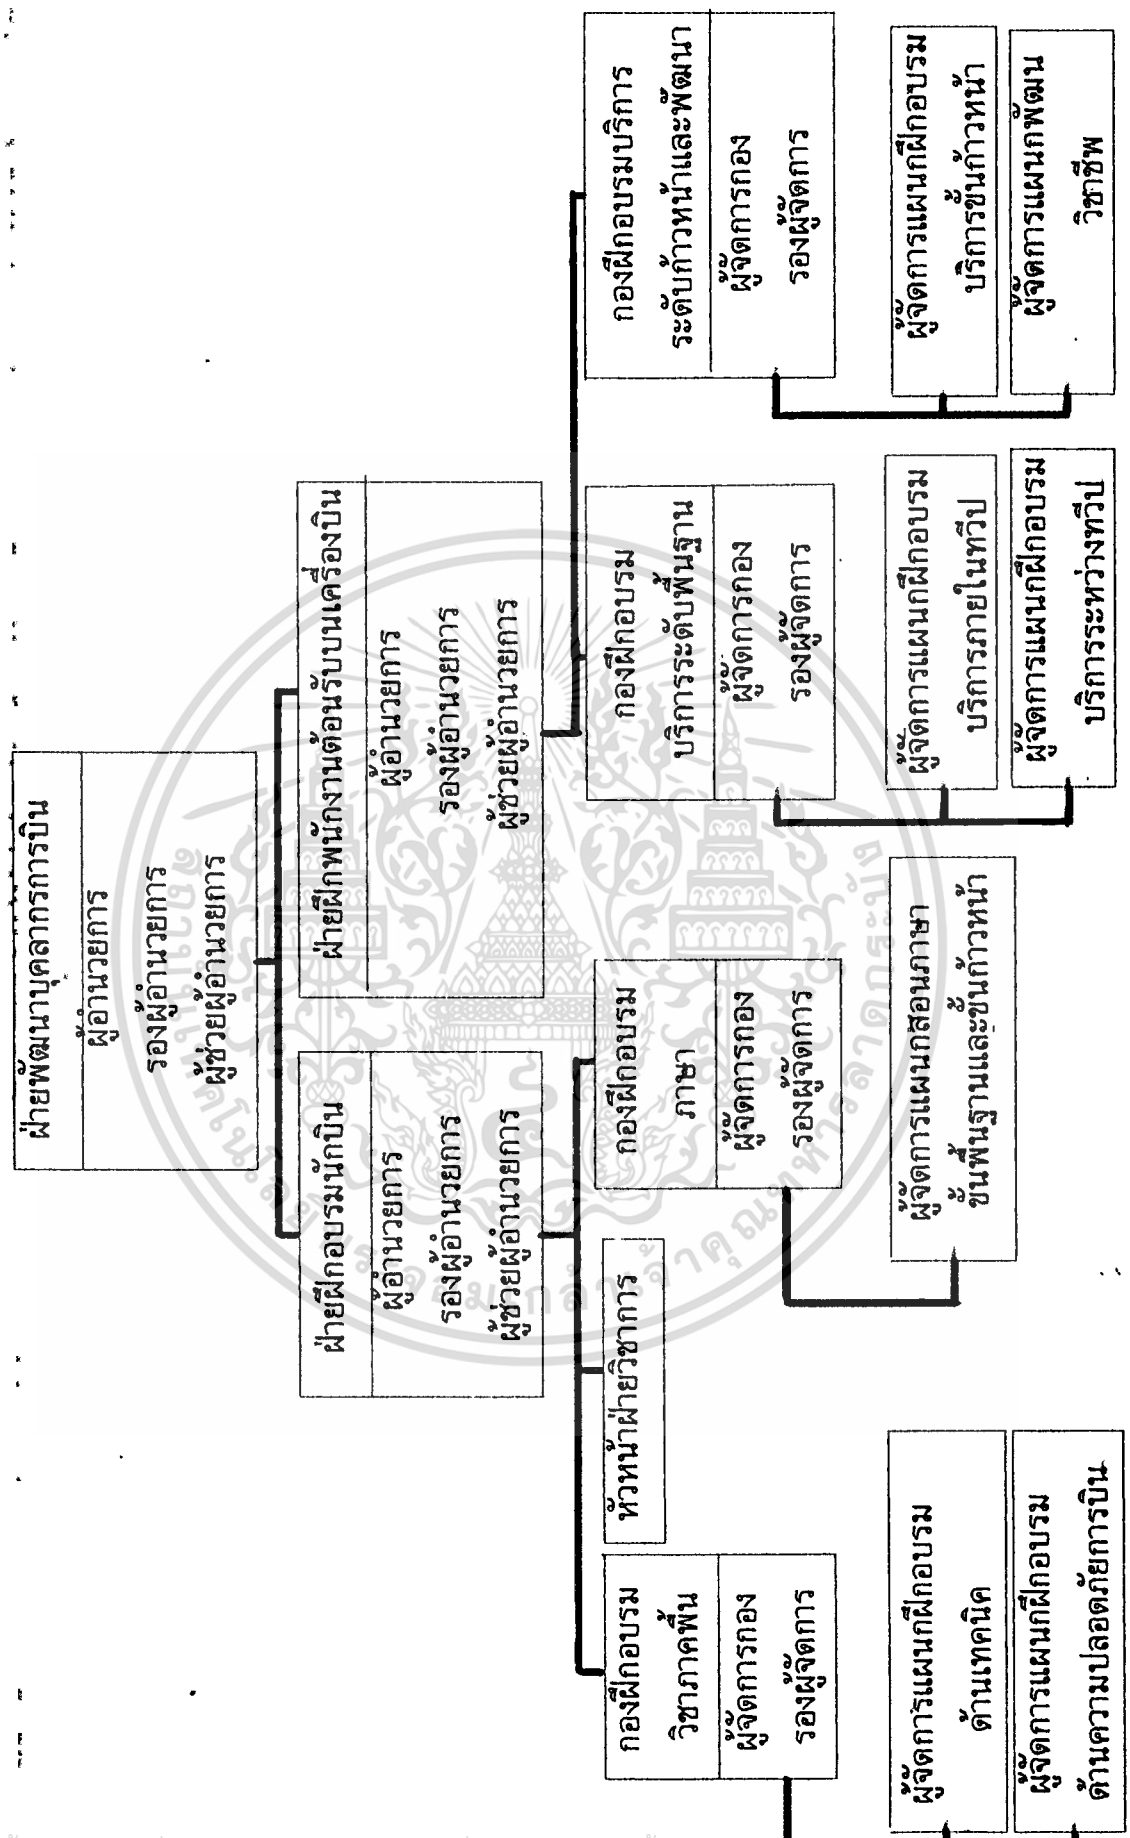 ฝ่ายพัฒนาบุคลากรการบิน
ผู้อำนวยการ
รองผู้อำนวยการ
ผู้ช่วยผู้อำนวยการ
ฝ่ายฝึกอบรมนักบิน
ผู้อำนวยการ
รองผู้อำนวยการ
ผู้ช่วยผู้อำนวยการ
ฝ่ายฝึกพนักงานต้อนรับบนเครื่องบิน
ผู้อำนวยการ
รองผู้อำนวยการ
ผู้ช่วยผู้อำนวยการ
กองฝึกอบรม
วิชาภาคพื้น
ผู้จัดการกอง
รองผู้จัดการ
หัวหน้าฝ่ายวิชาการ
กองฝึกอบรม
ภาษา
ผู้จัดการกอง
รองผู้จัดการ
กองฝึกอบรม
บริการระดับพื้นฐาน
ผู้จัดการกอง
รองผู้จัดการ
กองฝึกอบรมบริการ
ระดับก้าวหน้าและพัฒนา
ผู้จัดการกอง
รองผู้จัดการ
ผู้จัดการแผนกฝึกอบรม
ด้านเทคนิค
ผู้จัดการแผนกฝึกอบรม
ด้านความปลอดภัยการบิน
ผู้จัดการแผนกสอนภาษา
ขั้นพื้นฐานและขั้นก้าวหน้า
ผู้จัดการแผนกฝึกอบรม
บริการภายในทวีป
ผู้จัดการแผนกฝึกอบรม
บริการระหว่างทวีป
ผู้จัดการแผนกฝึกอบรม
บริการขั้นก้าวหน้า
ผู้จัดการแผนกพัฒน
วิชาชีพ